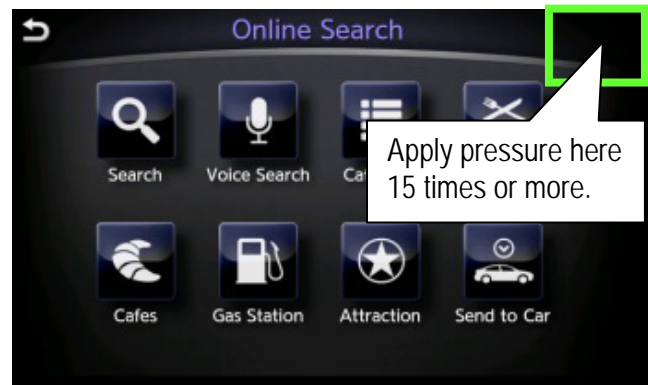 Online Search
Apply pressure here
15 times or more.
Search
Voice Search
Cafes
Gas Station
Attraction
Send to Car